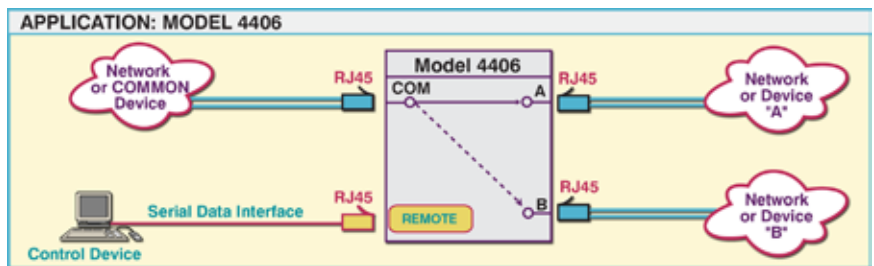 APPLICATION: MODEL 4406
Network
or COMMON
Device
RJ45
Model 4406
COM
A
RJ45
Network
or Device
"A"
Serial Data Interface
Control Device
RJ45
REMOTE
B
RJ45
Network
or Device
"B"